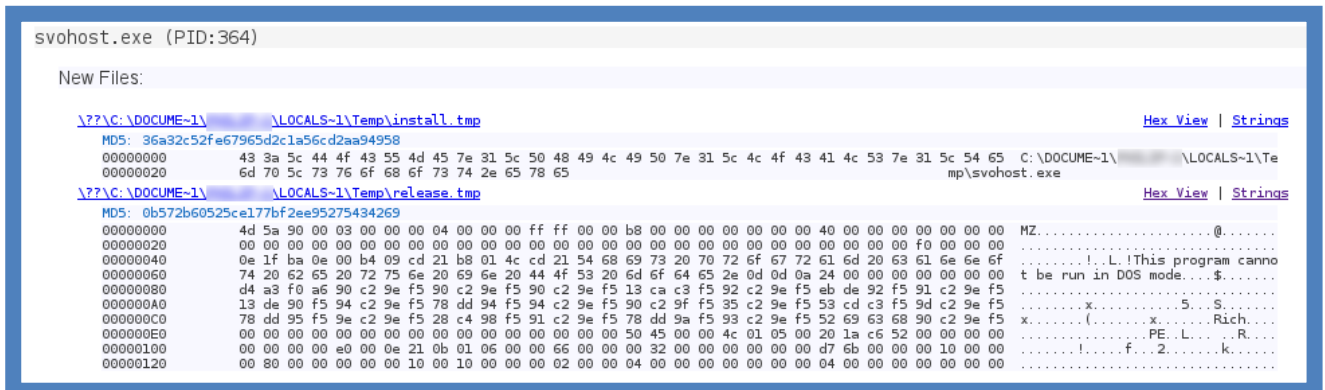 svohost.exe (PID:364)
New Files:
\??\C:\DOCUME~1\ \LOCALS~1\Temp\install.tmp Hex View | Strings
MD5: 36a32c52fe67965d2c1a56cd2aa94958
00000000 43 3a 5c 44 4f 43 55 4d 45 7e 31 5c 50 48 49 4c 49 50 7e 31 5c 4c 4f 43 41 4c 53 7e 31 5c 54 65 C:\DOCUME~1\ \LOCALS~1\Te
00000020 6d 70 5c 73 76 6f 68 6f 73 74 2e 65 78 65 mp\svohost.exe
\??\C:\DOCUME~1\ \LOCALS~1\Temp\release.tmp Hex View | Strings
MD5: 0b572b60525ce177bf2ee95275434269
00000000 4d 5a 90 00 03 00 00 00 04 00 00 00 ff ff 00 00 b8 00 00 00 00 00 00 00 40 00 00 00 00 00 00 00 MZ......................@.......
00000020 00 00 00 00 00 00 00 00 00 00 00 00 00 00 00 00 00 00 00 00 00 00 00 00 00 00 00 00 f0 00 00 00 ................................
00000040 0e 1f ba 0e 00 b4 09 cd 21 b8 01 4c cd 21 54 68 69 73 20 70 72 6f 67 72 61 6d 20 63 61 6e 6e 6f ........!..L.!This program canno
00000060 74 20 62 65 20 72 75 6e 20 69 6e 20 44 4f 53 20 6d 6f 64 65 2e 0d 0d 0a 24 00 00 00 00 00 00 00 t be run in DOS mode....$.......
00000080 d4 a3 f0 a6 90 c2 9e f5 90 c2 9e f5 90 c2 9e f5 13 ca c3 f5 92 c2 9e f5 eb de 92 f5 91 c2 9e f5 ................................
000000A0 13 de 90 f5 94 c2 9e f5 78 dd 94 f5 94 c2 9e f5 90 c2 9f f5 35 c2 9e f5 53 cd c3 f5 9d c2 9e f5 ........x...........5...S.......
000000C0 78 dd 95 f5 9e c2 9e f5 28 c4 98 f5 91 c2 9e f5 78 dd 9a f5 93 c2 9e f5 52 69 63 68 90 c2 9e f5 x.......(.......x.......Rich....
000000E0 00 00 00 00 00 00 00 00 00 00 00 00 00 00 00 00 50 45 00 00 4c 01 05 00 20 1a c6 52 00 00 00 00 ................PE..L... ..R....
00000100 00 00 00 00 e0 00 0e 21 0b 01 06 00 00 66 00 00 00 32 00 00 00 00 00 00 d7 6b 00 00 00 10 00 00 .......!.....f...2.......k......
00000120 00 80 00 00 00 00 00 10 00 10 00 00 00 02 00 00 04 00 00 00 00 00 00 00 04 00 00 00 00 00 00 00 ................................